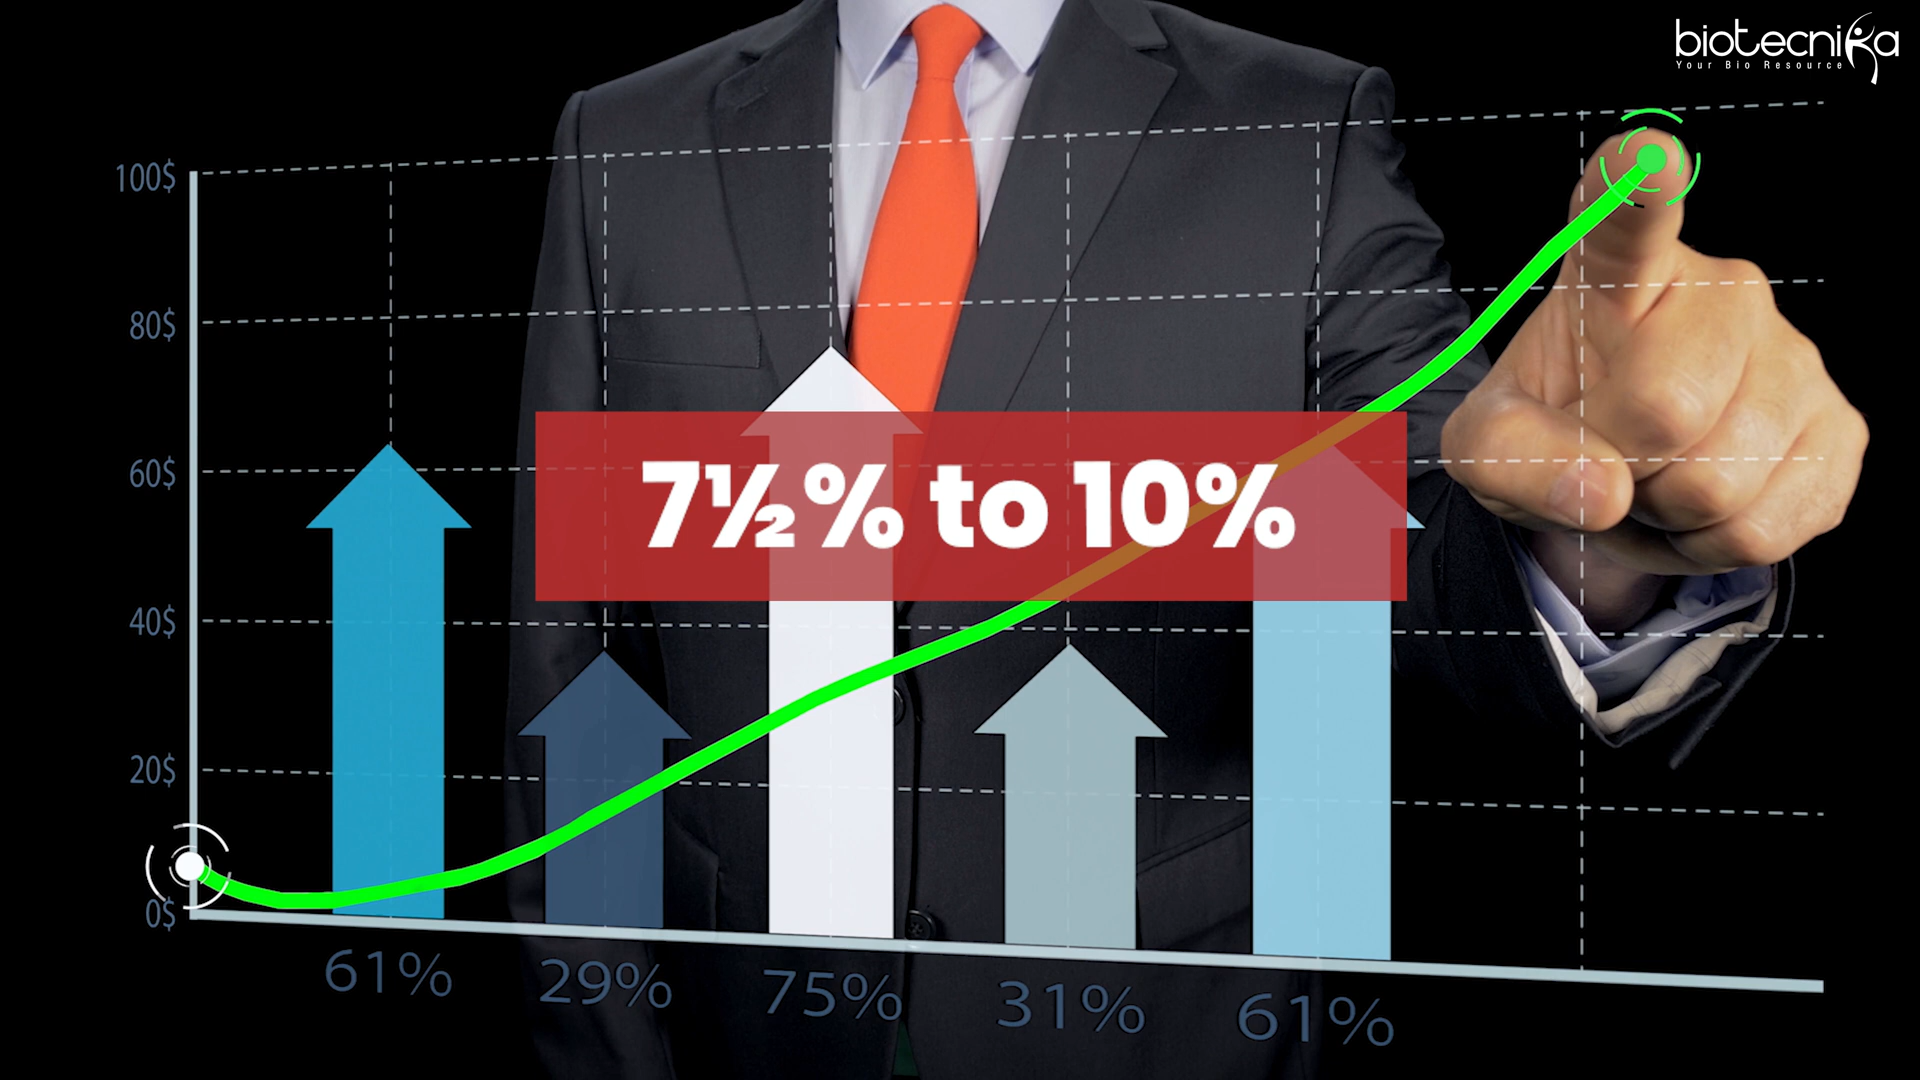 biotecnika
Your Bio Resource
100$
80$
60$
40$
20$
0$
7½% to 10%
61% 29% 75% 31% 61%